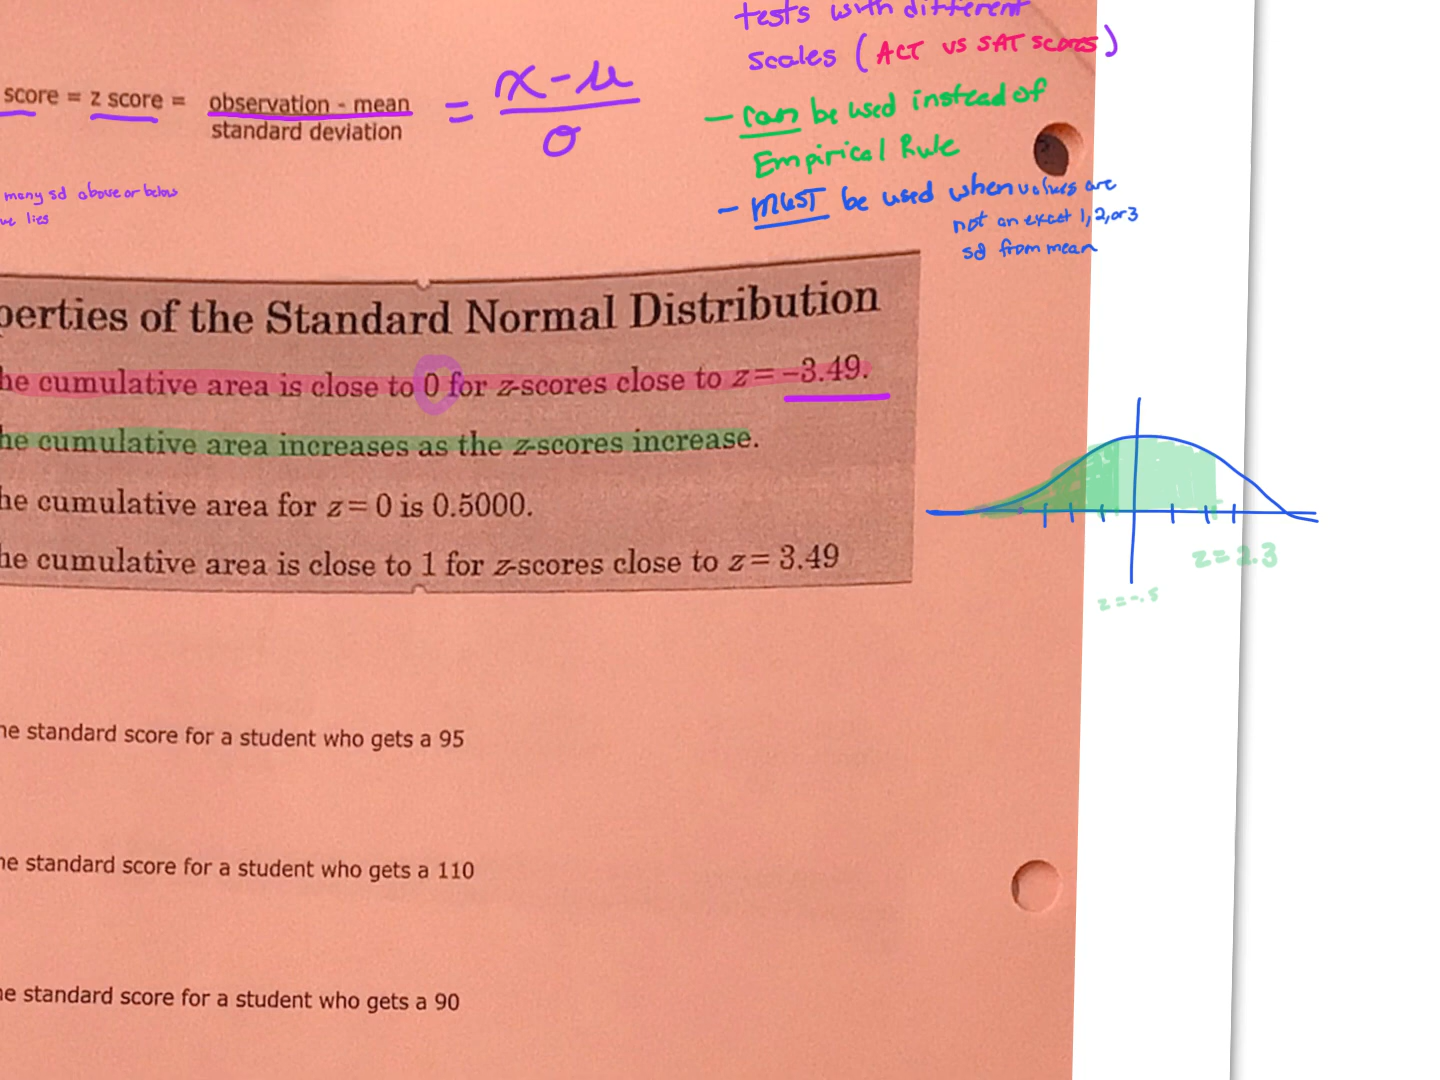 tests with different
scales (ACT vs SAT scores)
score = z score = observation - mean
standard deviation
= x - μ
σ
- can be used instead of
Empirical Rule
- MUST be used when values are
not an exact 1, 2, or 3
sd from mean
many sd above or below
lies
perties of the Standard Normal Distribution
he cumulative area is close to 0 for z-scores close to z = -3.49.
he cumulative area increases as the z-scores increase.
he cumulative area for z = 0 is 0.5000.
he cumulative area is close to 1 for z-scores close to z = 3.49
z = 2.3
z = -.5
he standard score for a student who gets a 95
he standard score for a student who gets a 110
he standard score for a student who gets a 90